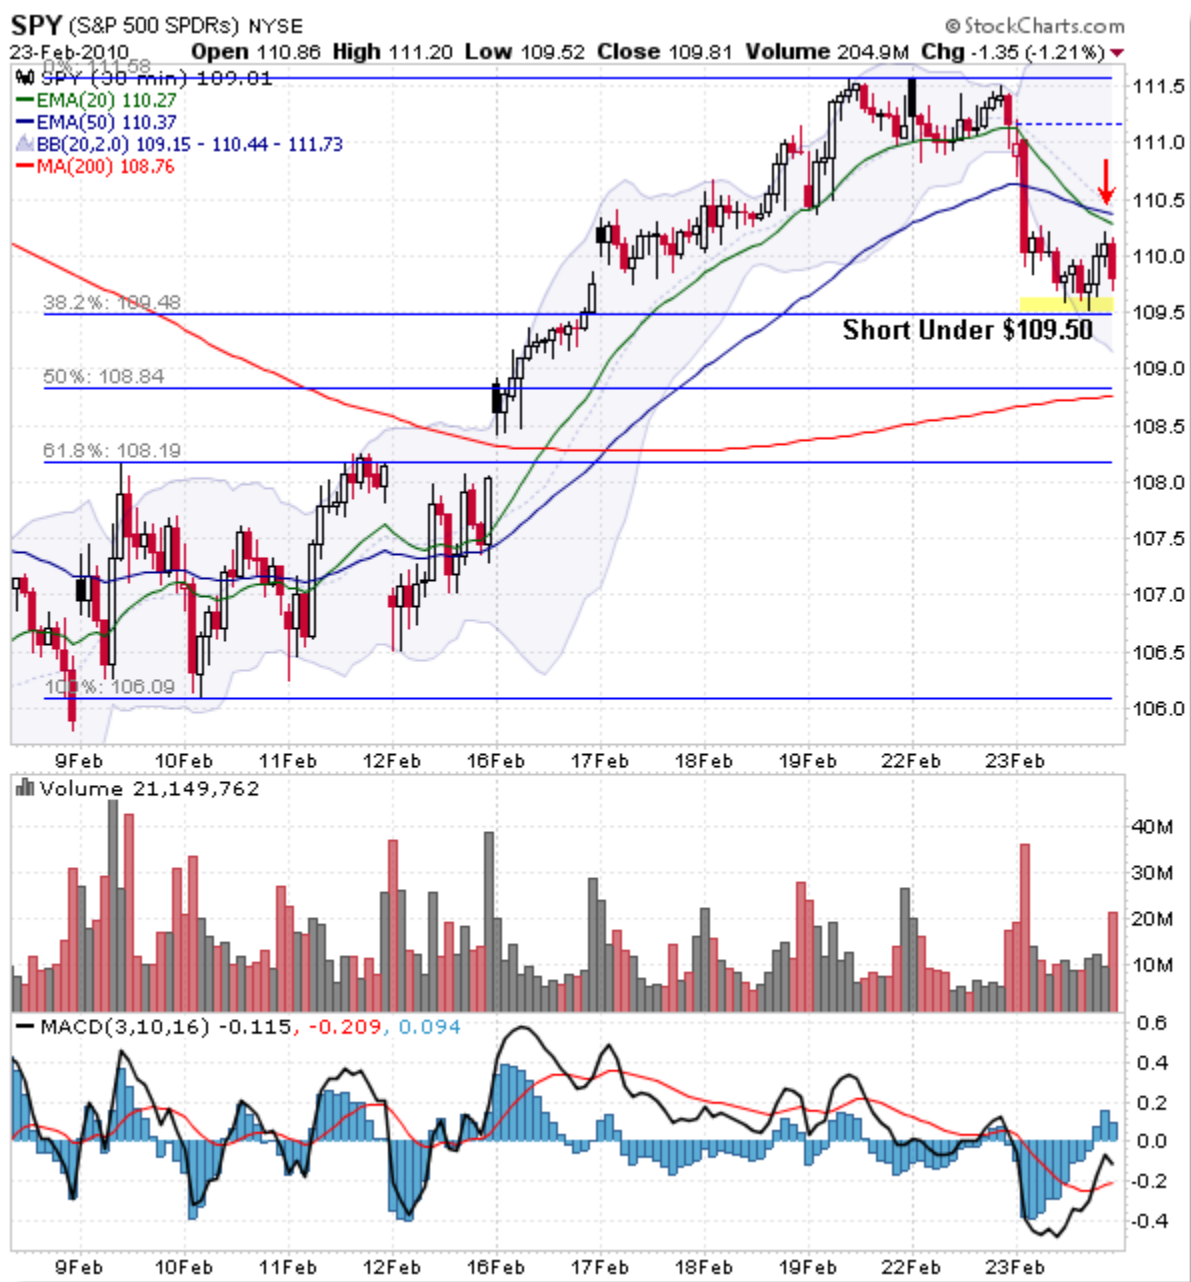 SPY (S&P 500 SPDRs) NYSE © StockCharts.com
23-Feb-2010 Open 110.86 High 111.20 Low 109.52 Close 109.81 Volume 204.9M Chg -1.35 (-1.21%)
0%: 111.58
SPY (30 min) 109.81
EMA(20) 110.27
EMA(50) 110.37
BB(20,2.0) 109.15 - 110.44 - 111.73
MA(200) 108.76
111.5
111.0
110.5
110.0
38.2%: 109.48
109.5
Short Under $109.50
109.0
50%: 108.84
108.5
61.8%: 108.19
108.0
107.5
107.0
106.5
100%: 106.09
106.0
9Feb 10Feb 11Feb 12Feb 16Feb 17Feb 18Feb 19Feb 22Feb 23Feb
Volume 21,149,762
40M
30M
20M
10M
MACD(3,10,16) -0.115, -0.209, 0.094
0.6
0.4
0.2
0.0
-0.2
-0.4
9Feb 10Feb 11Feb 12Feb 16Feb 17Feb 18Feb 19Feb 22Feb 23Feb